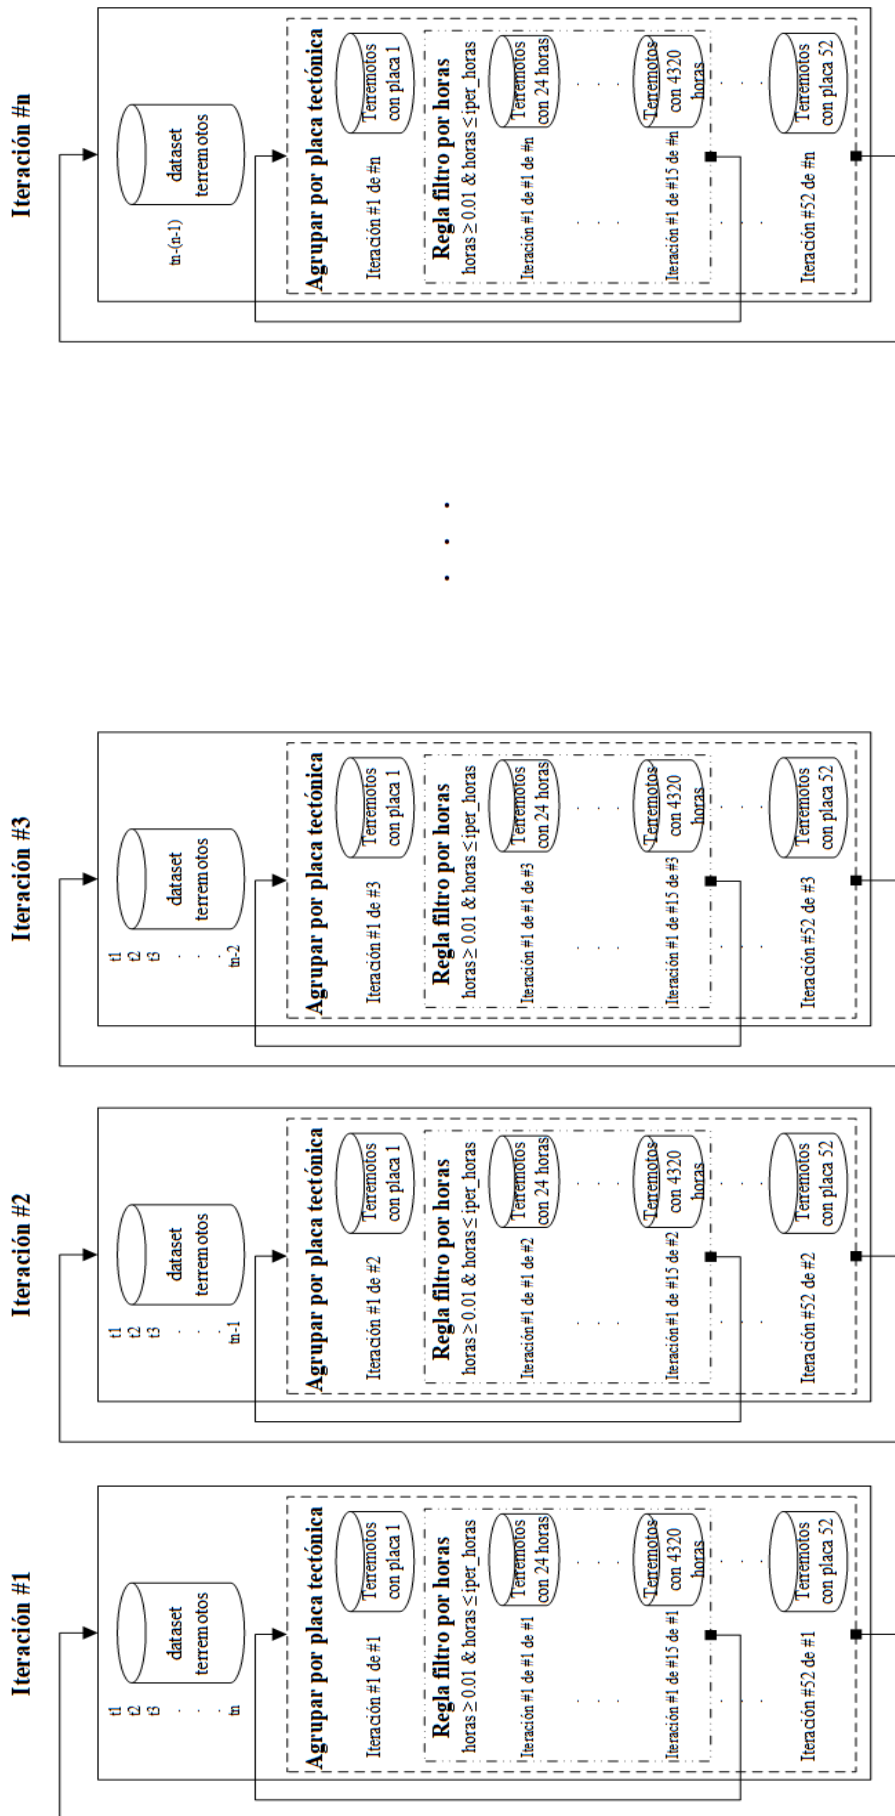 Iteración #1
t1
t2
t3
.
.
.
tn
dataset
terremotos
Agrupar por placa tectónica
Iteración #1 de #1
Terremotos
con placa 1
Regla filtro por horas
horas ≥ 0.01 & horas ≤ iper_horas
Iteración #1 de #1 de #1
Terremotos
con 24 horas
Iteración #1 de #15 de #1
Terremotos
con 4320
horas
Iteración #52 de #1
Terremotos
con placa 52
Iteración #2
t1
t2
t3
.
.
.
tn-1
dataset
terremotos
Agrupar por placa tectónica
Iteración #1 de #2
Terremotos
con placa 1
Regla filtro por horas
horas ≥ 0.01 & horas ≤ iper_horas
Iteración #1 de #1 de #2
Terremotos
con 24 horas
Iteración #1 de #15 de #2
Terremotos
con 4320
horas
Iteración #52 de #2
Terremotos
con placa 52
Iteración #3
t1
t2
t3
.
.
.
tn-2
dataset
terremotos
Agrupar por placa tectónica
Iteración #1 de #3
Terremotos
con placa 1
Regla filtro por horas
horas ≥ 0.01 & horas ≤ iper_horas
Iteración #1 de #1 de #3
Terremotos
con 24 horas
Iteración #1 de #15 de #3
Terremotos
con 4320
horas
Iteración #52 de #3
Terremotos
con placa 52
. . .
Iteración #n
tn-(n-1)
dataset
terremotos
Agrupar por placa tectónica
Iteración #1 de #n
Terremotos
con placa 1
Regla filtro por horas
horas ≥ 0.01 & horas ≤ iper_horas
Iteración #1 de #1 de #n
Terremotos
con 24 horas
Iteración #1 de #15 de #n
Terremotos
con 4320
horas
Iteración #52 de #n
Terremotos
con placa 52